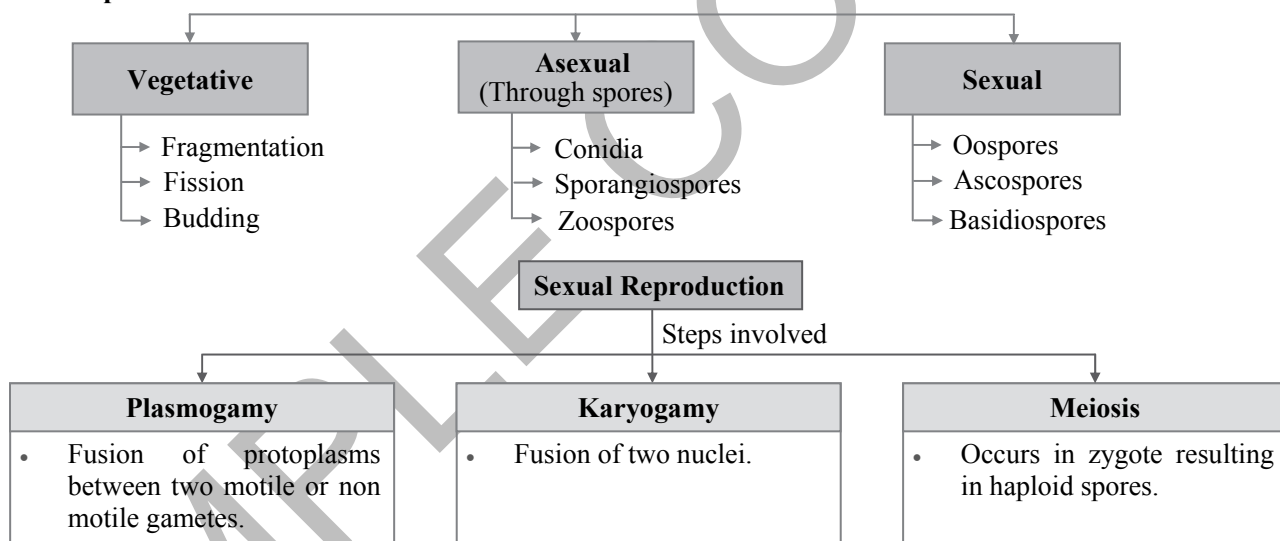 Vegetative
Asexual
(Through spores)
Sexual
Fragmentation
Fission
Budding
Conidia
Sporangiospores
Zoospores
Oospores
Ascospores
Basidiospores
Sexual Reproduction
Steps involved
Plasmogamy
• Fusion of protoplasms
between two motile or non
motile gametes.
Karyogamy
• Fusion of two nuclei.
Meiosis
• Occurs in zygote resulting
in haploid spores.